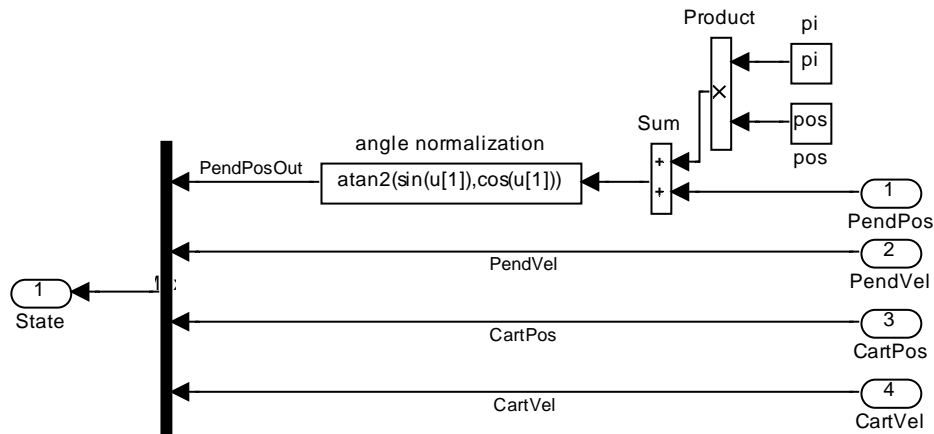 Product
pi
pi
pos
pos
Sum
+
+
angle normalization
atan2(sin(u[1]),cos(u[1]))
PendPosOut
1
PendPos
2
PendVel
PendVel
1
State
3
CartPos
CartPos
4
CartVel
CartVel